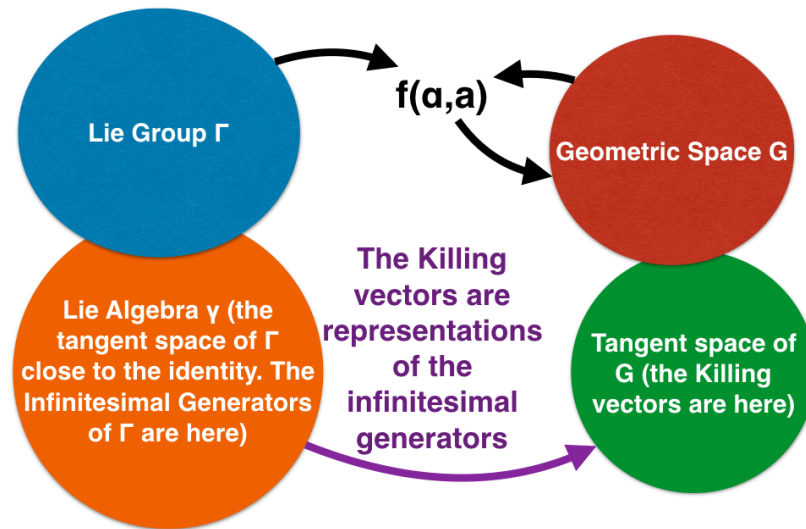 Lie Group Γ
f(α,a)
Geometric Space G
Lie Algebra γ (the
tangent space of Γ
close to the identity. The
Infinitesimal Generators
of Γ are here)
The Killing
vectors are
representations
of the
infinitesimal
generators
Tangent space of
G (the Killing
vectors are here)